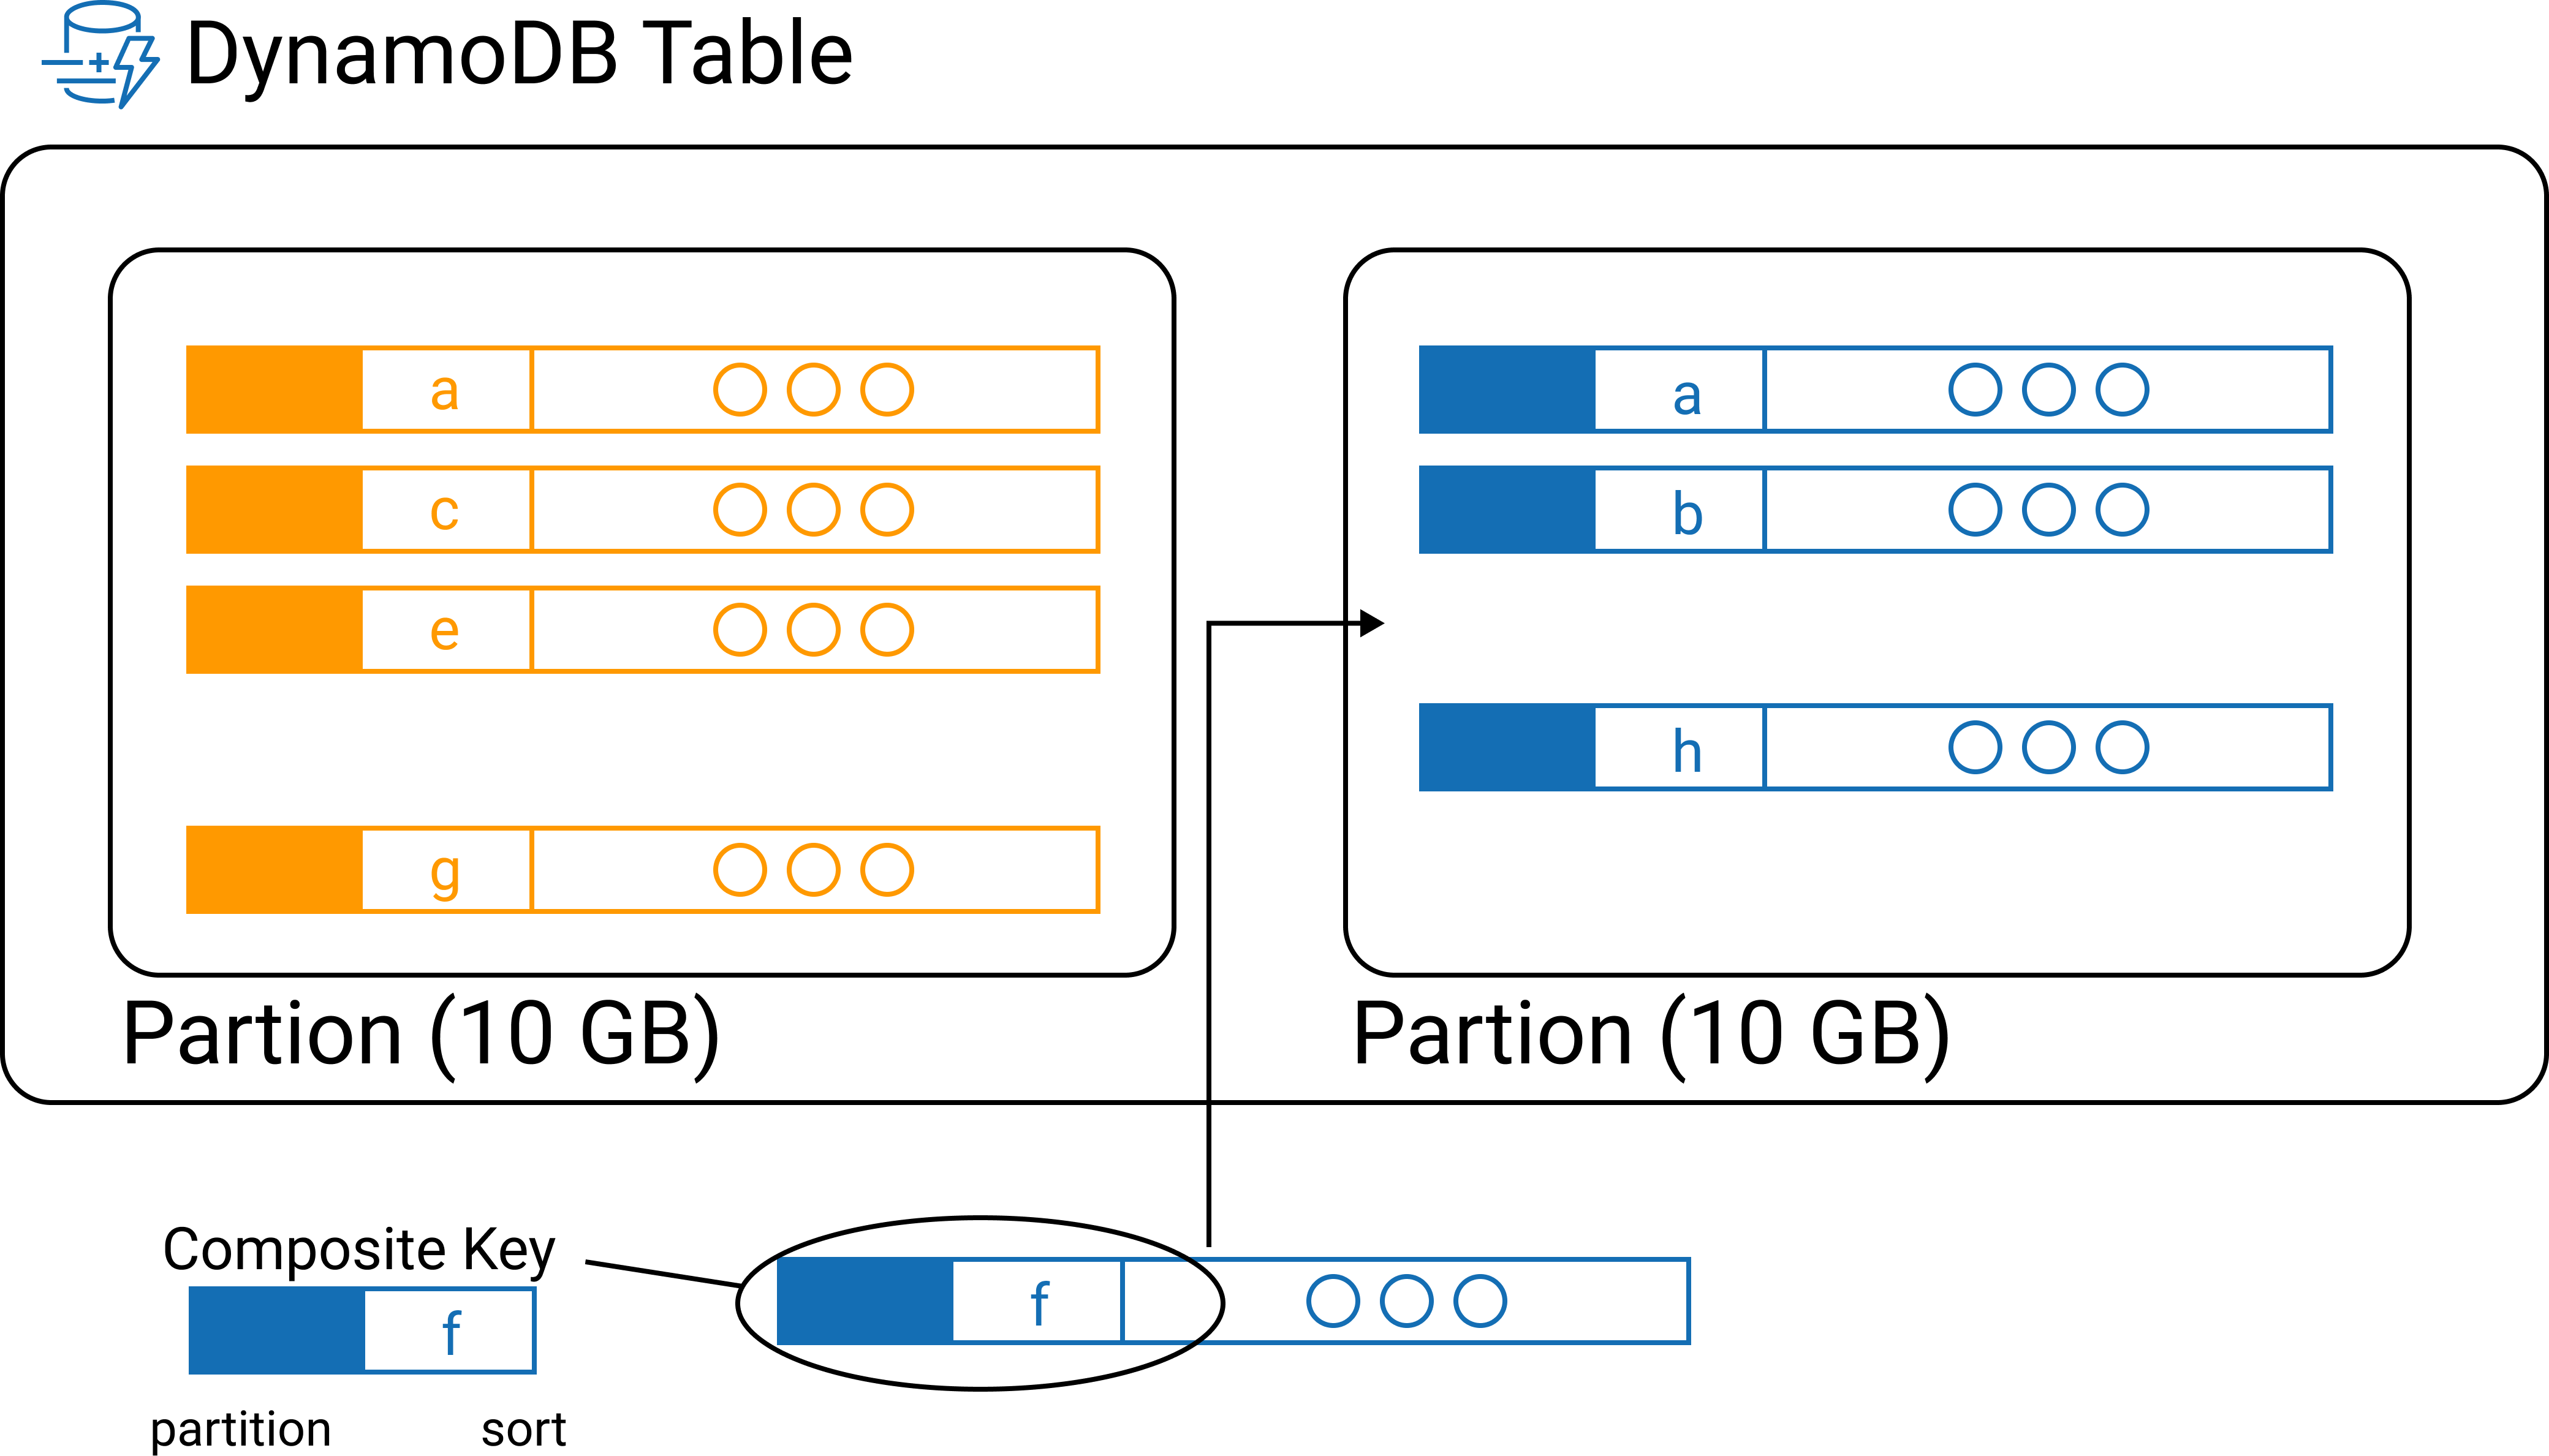 DynamoDB Table
a
c
e
g
a
b
h
Partion (10 GB)
Partion (10 GB)
Composite Key
f
partition sort
f